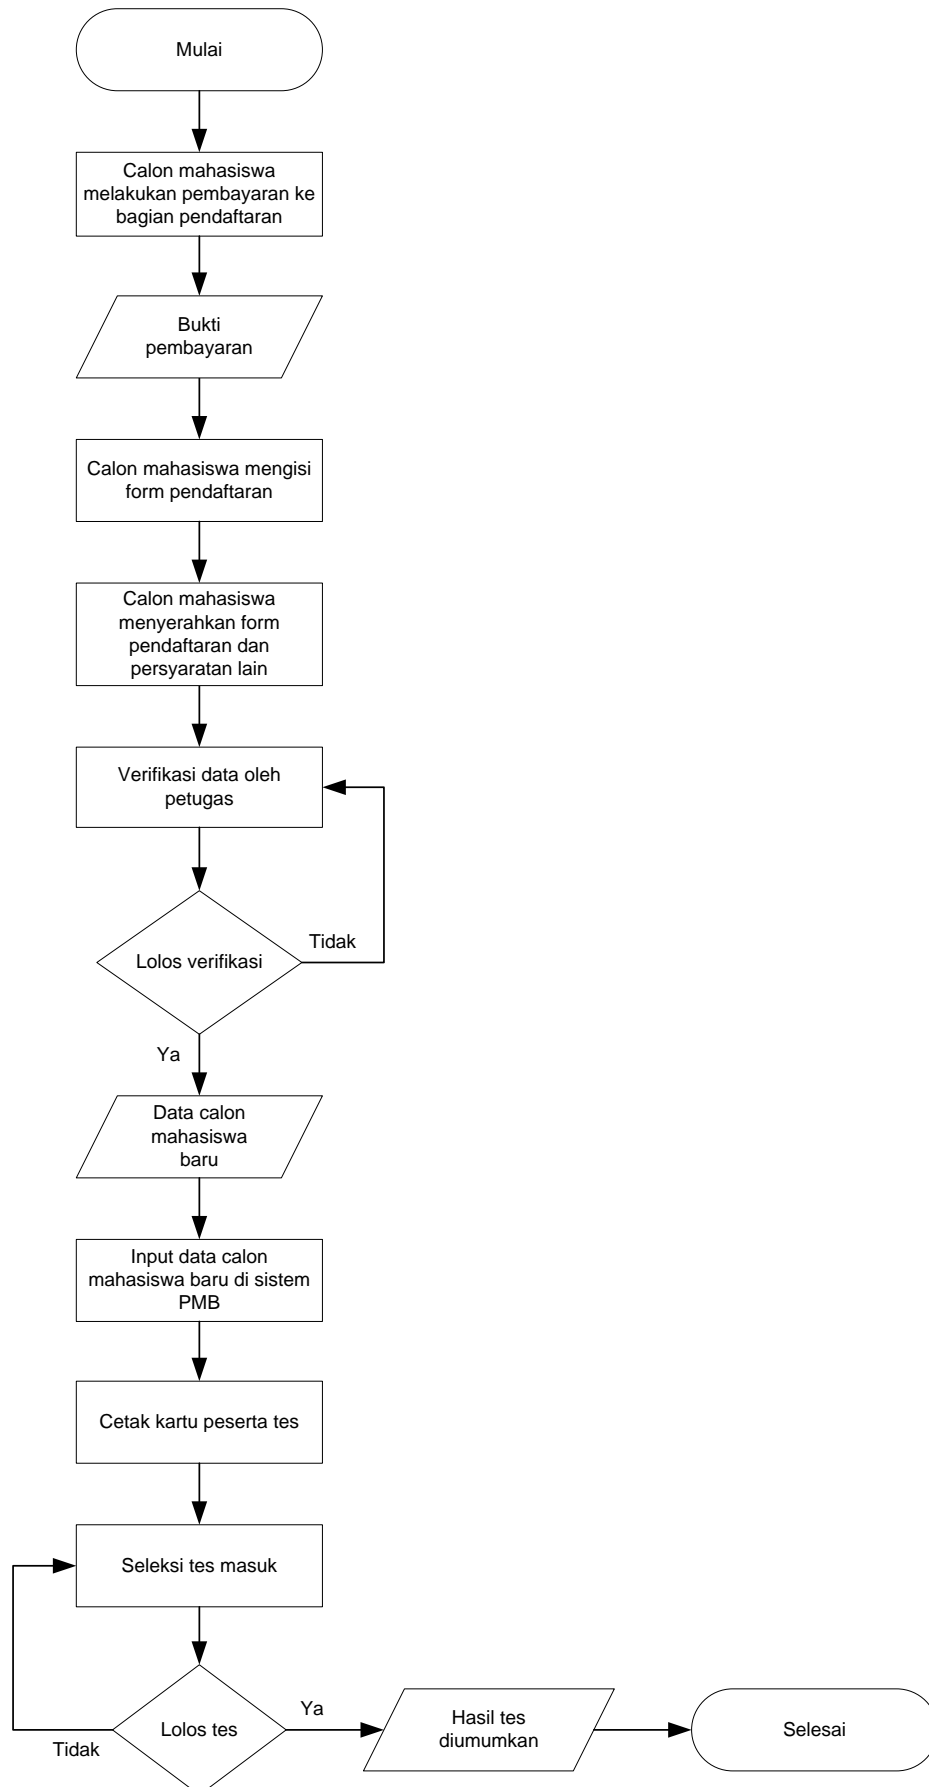 Mulai
Calon mahasiswa
melakukan pembayaran ke
bagian pendaftaran
Bukti
pembayaran
Calon mahasiswa mengisi
form pendaftaran
Calon mahasiswa
menyerahkan form
pendaftaran dan
persyaratan lain
Verifikasi data oleh
petugas
Lolos verifikasi
Tidak
Ya
Data calon
mahasiswa
baru
Input data calon
mahasiswa baru di sistem
PMB
Cetak kartu peserta tes
Seleksi tes masuk
Lolos tes
Tidak
Ya
Hasil tes
diumumkan
Selesai